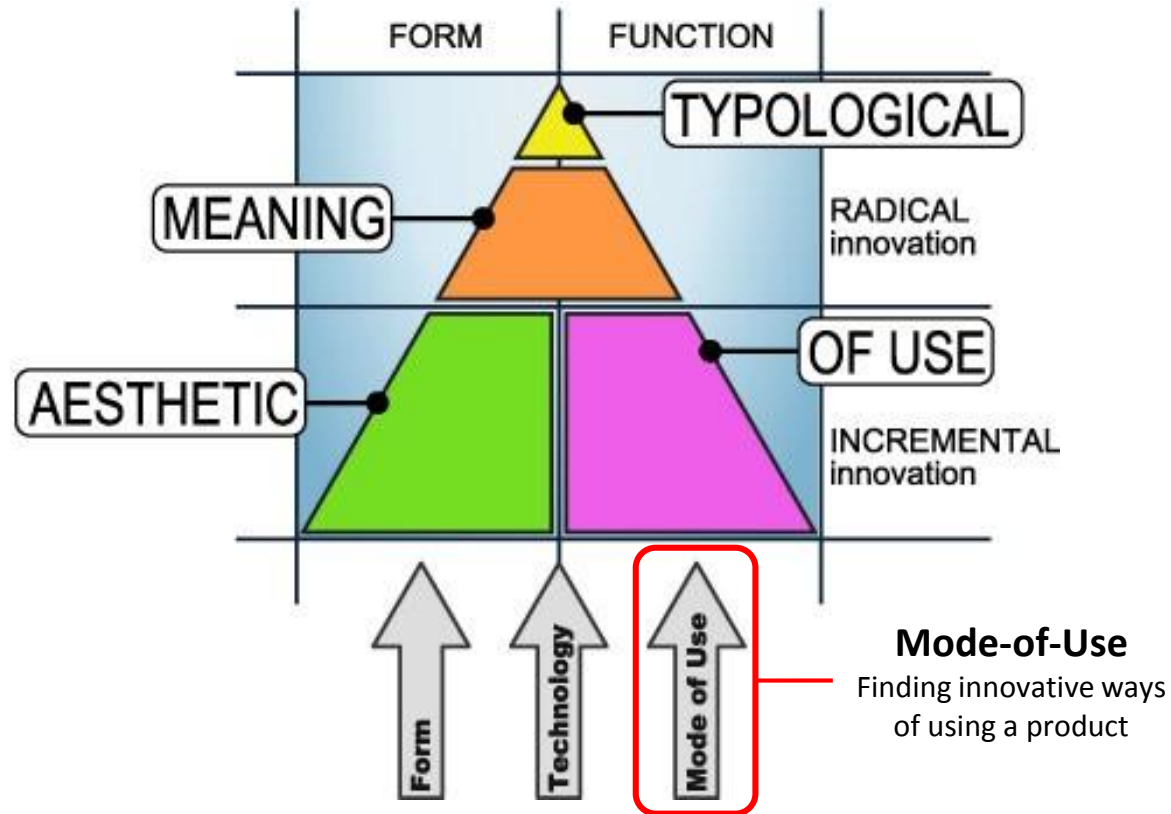 FORM
FUNCTION
TYPOLOGICAL
MEANING
RADICAL
innovation
OF USE
AESTHETIC
INCREMENTAL
innovation
Form
Technology
Mode of Use
Mode-of-Use
Finding innovative ways
of using a product